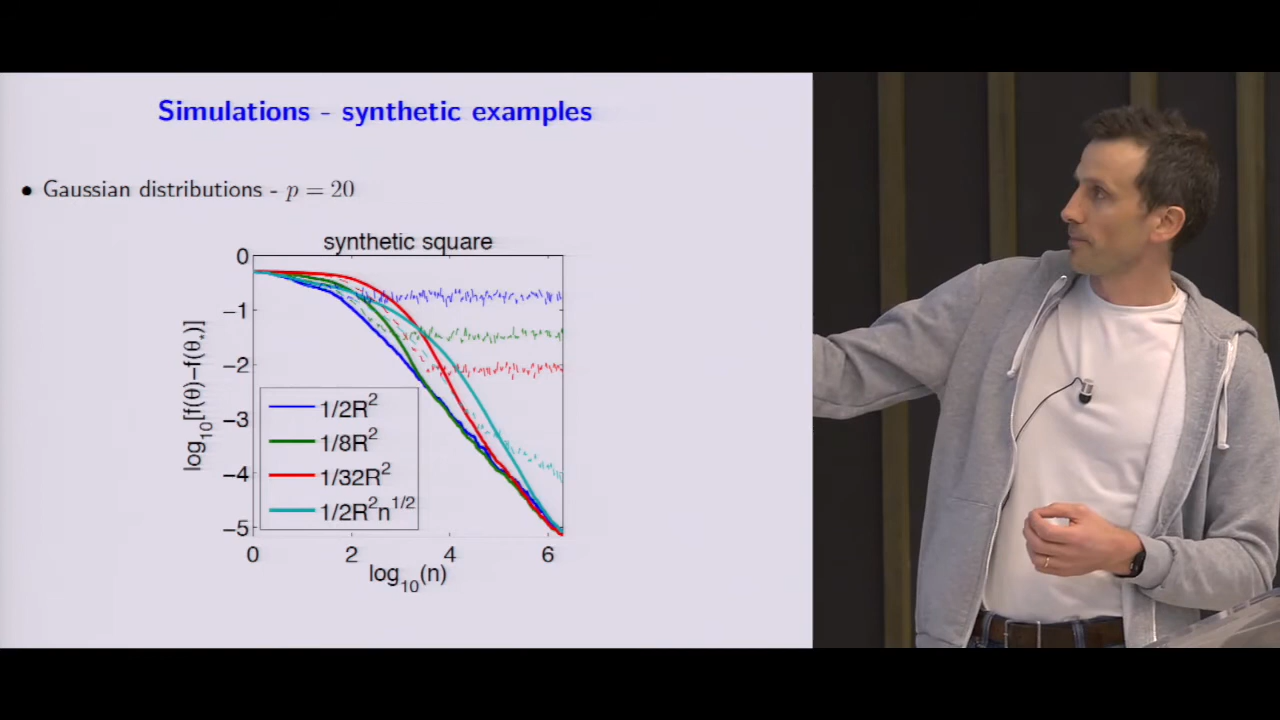 Simulations - synthetic examples
• Gaussian distributions - p = 20
synthetic square
0
−1
−2
−3
−4
−5
log10[f(θ)−f(θ*)]
1/2R²
1/8R²
1/32R²
1/2R²n^1/2
0 2 4 6
log10(n)